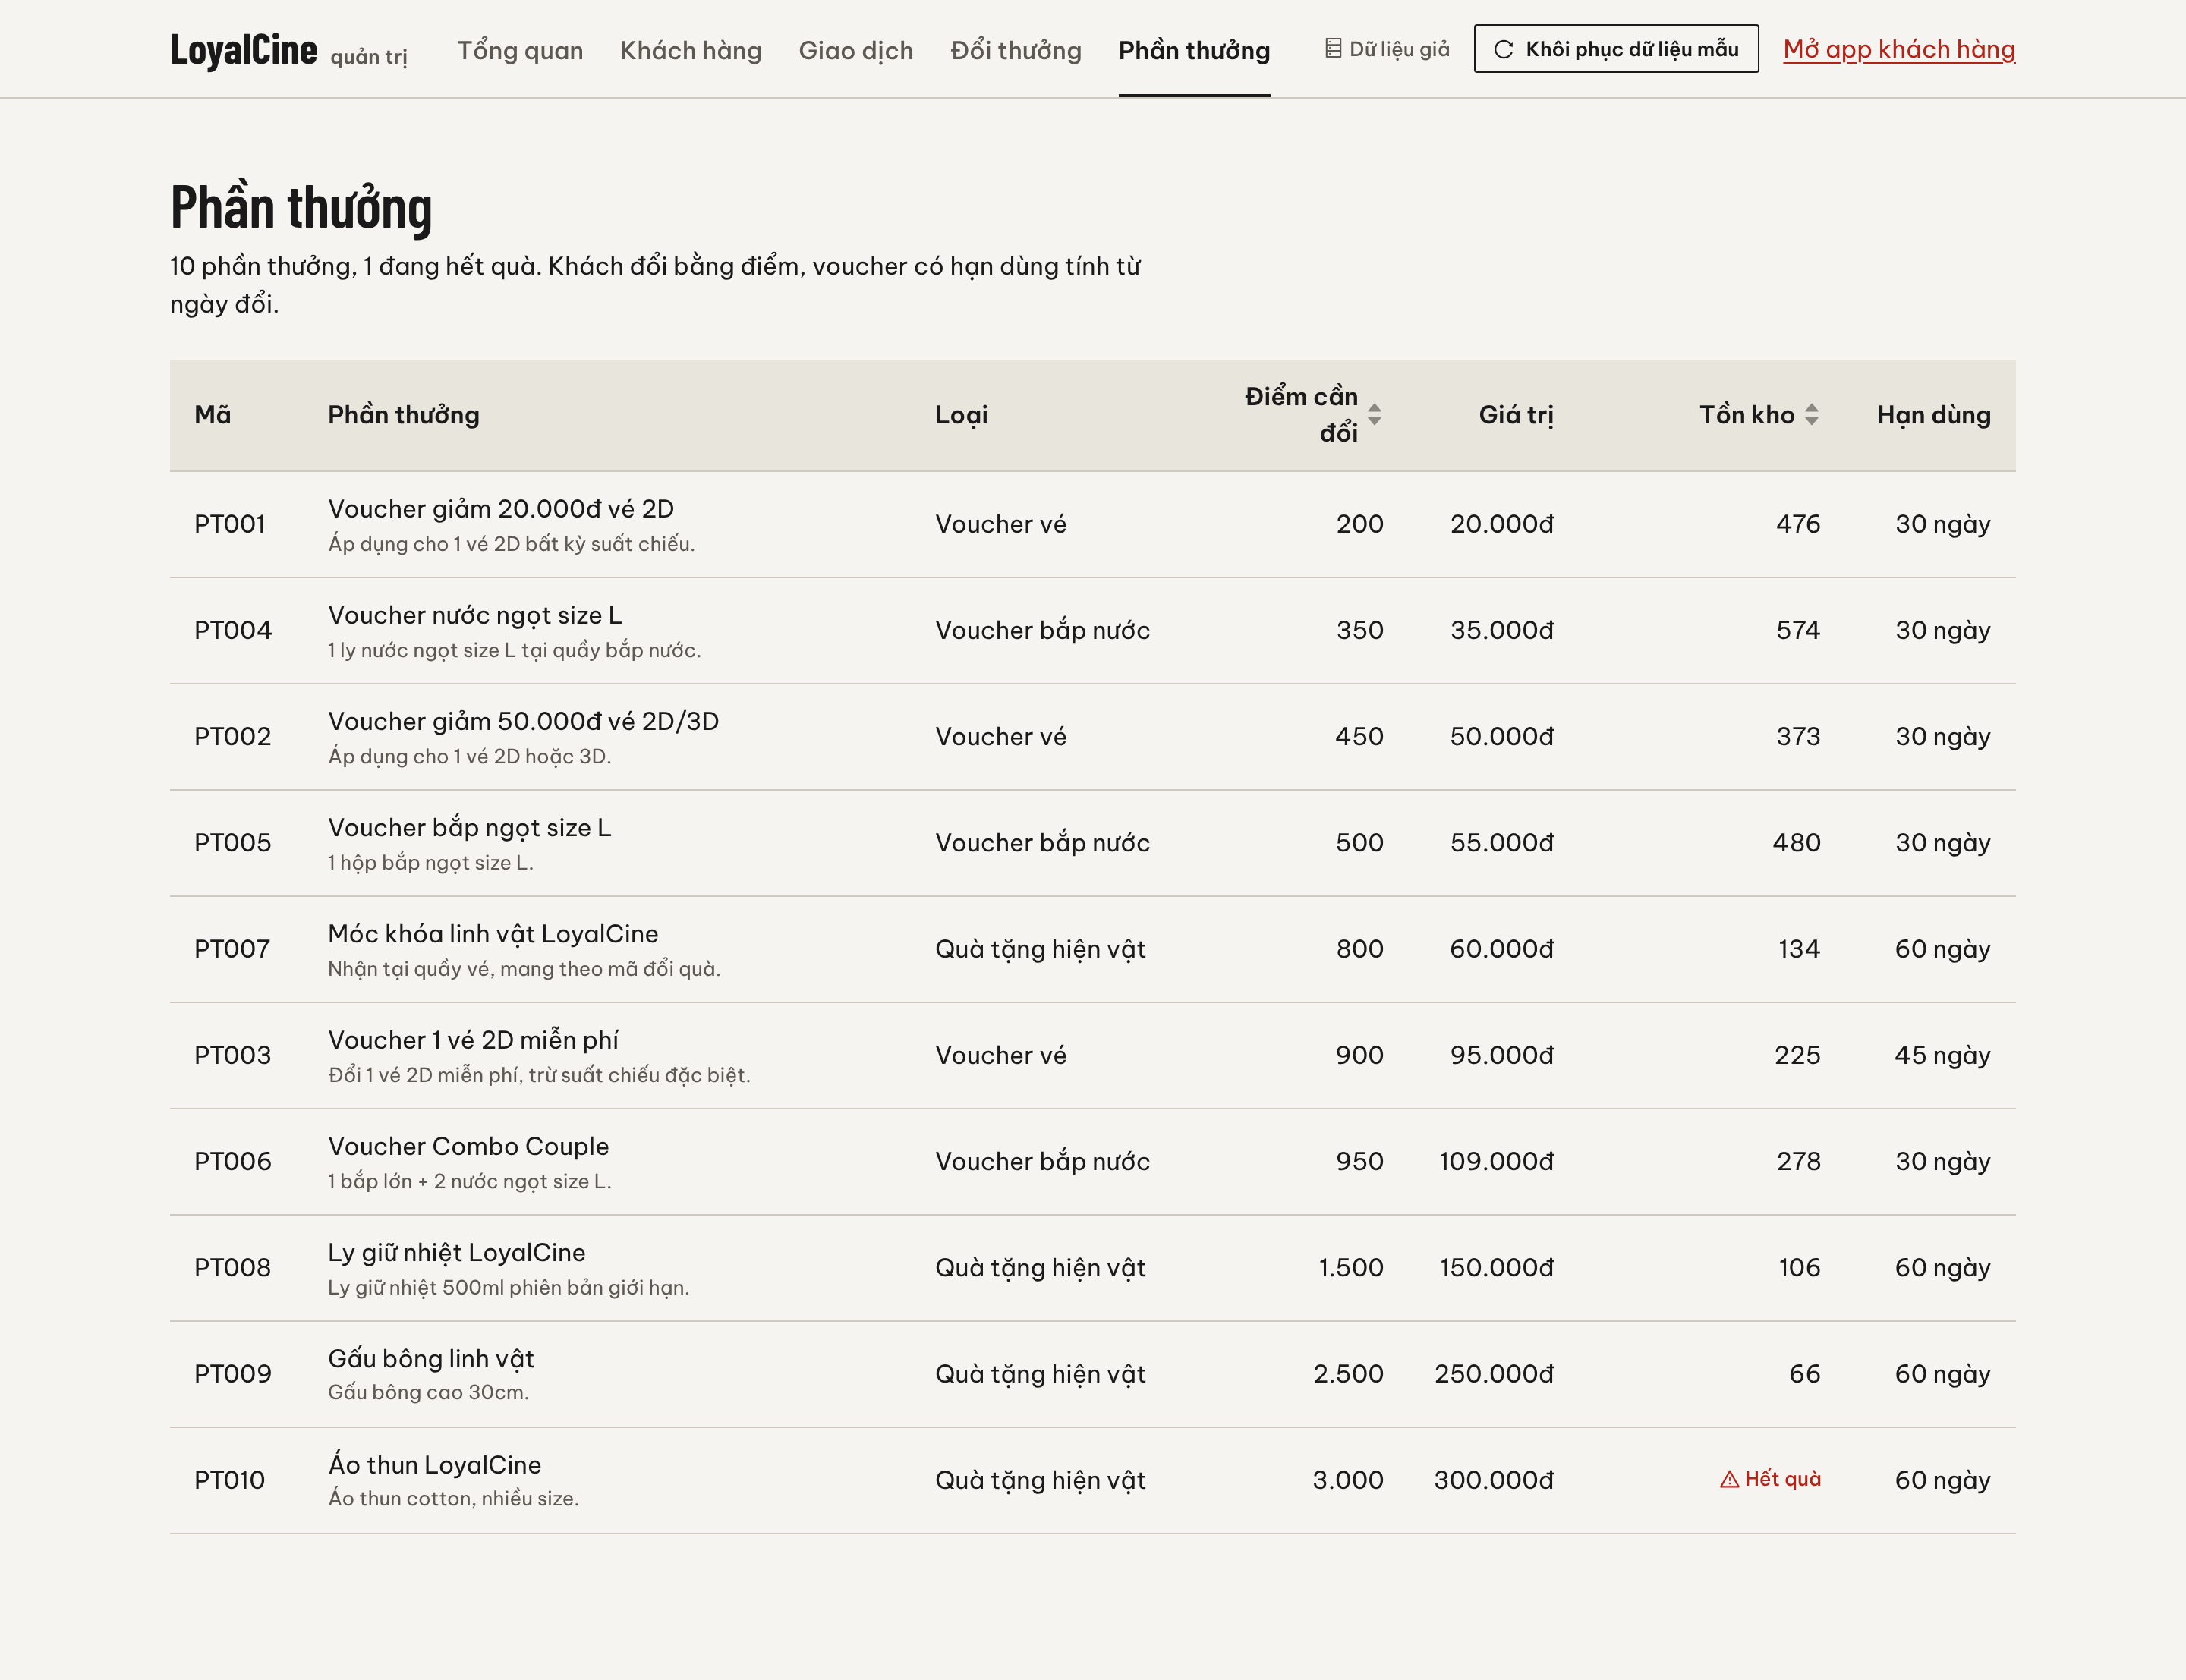 LoyalCine quản trị Tổng quan Khách hàng Giao dịch Đổi thưởng Phần thưởng Dữ liệu giả Khôi phục dữ liệu mẫu Mở app khách hàng
Phần thưởng
10 phần thưởng, 1 đang hết quà. Khách đổi bằng điểm, voucher có hạn dùng tính từ
ngày đổi.
Mã Phần thưởng Loại Điểm cần đổi Giá trị Tồn kho Hạn dùng
PT001 Voucher giảm 20.000đ vé 2D Voucher vé 200 20.000đ 476 30 ngày
Áp dụng cho 1 vé 2D bất kỳ suất chiếu.
PT004 Voucher nước ngọt size L Voucher bắp nước 350 35.000đ 574 30 ngày
1 ly nước ngọt size L tại quầy bắp nước.
PT002 Voucher giảm 50.000đ vé 2D/3D Voucher vé 450 50.000đ 373 30 ngày
Áp dụng cho 1 vé 2D hoặc 3D.
PT005 Voucher bắp ngọt size L Voucher bắp nước 500 55.000đ 480 30 ngày
1 hộp bắp ngọt size L.
PT007 Móc khóa linh vật LoyalCine Quà tặng hiện vật 800 60.000đ 134 60 ngày
Nhận tại quầy vé, mang theo mã đổi quà.
PT003 Voucher 1 vé 2D miễn phí Voucher vé 900 95.000đ 225 45 ngày
Đổi 1 vé 2D miễn phí, trừ suất chiếu đặc biệt.
PT006 Voucher Combo Couple Voucher bắp nước 950 109.000đ 278 30 ngày
1 bắp lớn + 2 nước ngọt size L.
PT008 Ly giữ nhiệt LoyalCine Quà tặng hiện vật 1.500 150.000đ 106 60 ngày
Ly giữ nhiệt 500ml phiên bản giới hạn.
PT009 Gấu bông linh vật Quà tặng hiện vật 2.500 250.000đ 66 60 ngày
Gấu bông cao 30cm.
PT010 Áo thun LoyalCine Quà tặng hiện vật 3.000 300.000đ Hết quà 60 ngày
Áo thun cotton, nhiều size.